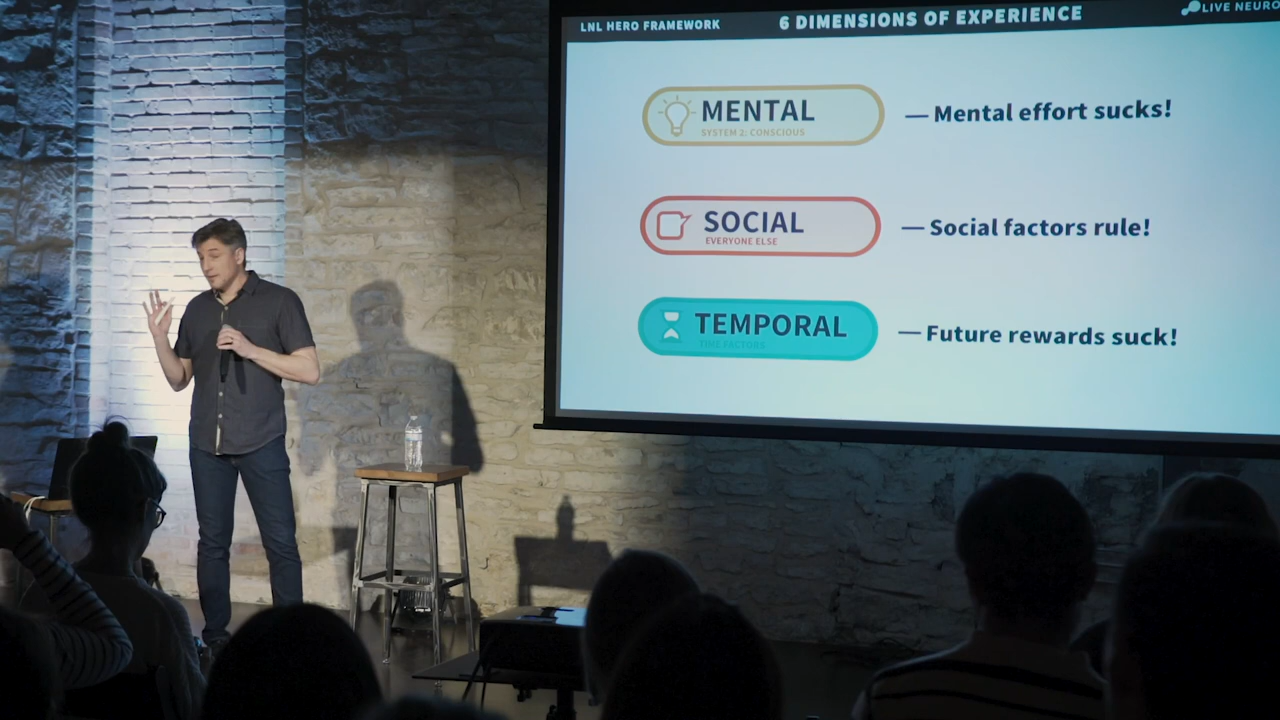 LNL HERO FRAMEWORK
6 DIMENSIONS OF EXPERIENCE
LIVE NEURO
MENTAL
SYSTEM 2: CONSCIOUS
— Mental effort sucks!
SOCIAL
EVERYONE ELSE
— Social factors rule!
TEMPORAL
TIME FACTORS
— Future rewards suck!